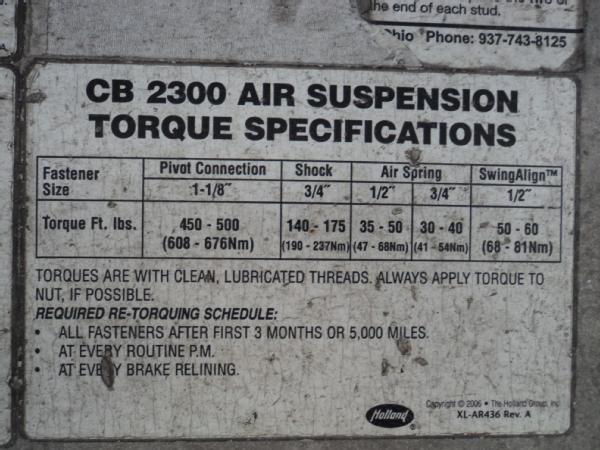 the end of each stud.
Phone: 937-743-8125
CB 2300 AIR SUSPENSION
TORQUE SPECIFICATIONS
Fastener Size Pivot Connection Shock Air Spring SwingAlign™
1-1/8″ 3/4″ 1/2″ 3/4″ 1/2″
Torque Ft. lbs. 450 - 500 140 - 175 35 - 50 30 - 40 50 - 60
(608 - 676Nm) (190 - 237Nm) (47 - 68Nm) (41 - 54Nm) (68 - 81Nm)
TORQUES ARE WITH CLEAN, LUBRICATED THREADS. ALWAYS APPLY TORQUE TO
NUT, IF POSSIBLE.
REQUIRED RE-TORQUING SCHEDULE:
• ALL FASTENERS AFTER FIRST 3 MONTHS OR 5,000 MILES.
• AT EVERY ROUTINE P.M.
• AT EVERY BRAKE RELINING.
Holland®
Copyright © 2006 • The Holland Group, Inc
XL-AR436 Rev. A